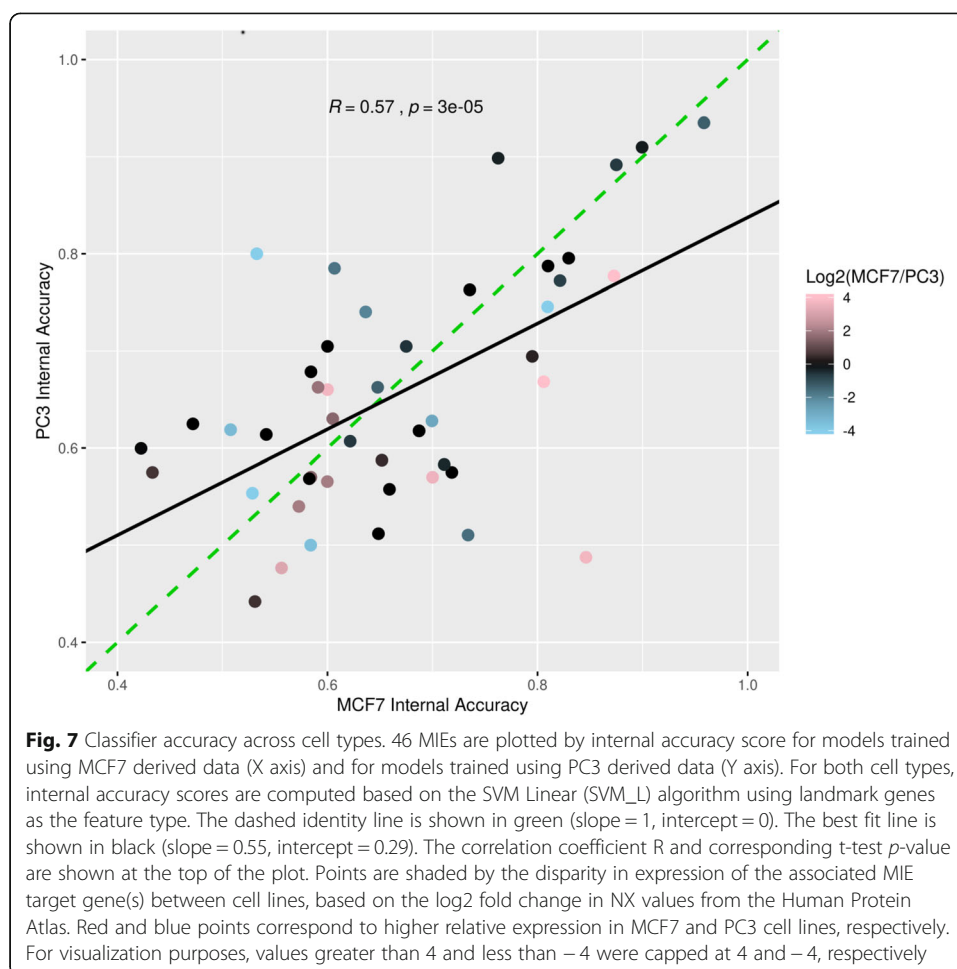 R = 0.57 , p = 3e-05
1.0
0.8
0.6
0.4
PC3 Internal Accuracy
0.4 0.6 0.8 1.0
MCF7 Internal Accuracy
Log2(MCF7/PC3)
4
2
0
-2
-4
Fig. 7 Classifier accuracy across cell types. 46 MIEs are plotted by internal accuracy score for models trained
using MCF7 derived data (X axis) and for models trained using PC3 derived data (Y axis). For both cell types,
internal accuracy scores are computed based on the SVM Linear (SVM_L) algorithm using landmark genes
as the feature type. The dashed identity line is shown in green (slope = 1, intercept = 0). The best fit line is
shown in black (slope = 0.55, intercept = 0.29). The correlation coefficient R and corresponding t-test p-value
are shown at the top of the plot. Points are shaded by the disparity in expression of the associated MIE
target gene(s) between cell lines, based on the log2 fold change in NX values from the Human Protein
Atlas. Red and blue points correspond to higher relative expression in MCF7 and PC3 cell lines, respectively.
For visualization purposes, values greater than 4 and less than − 4 were capped at 4 and − 4, respectively